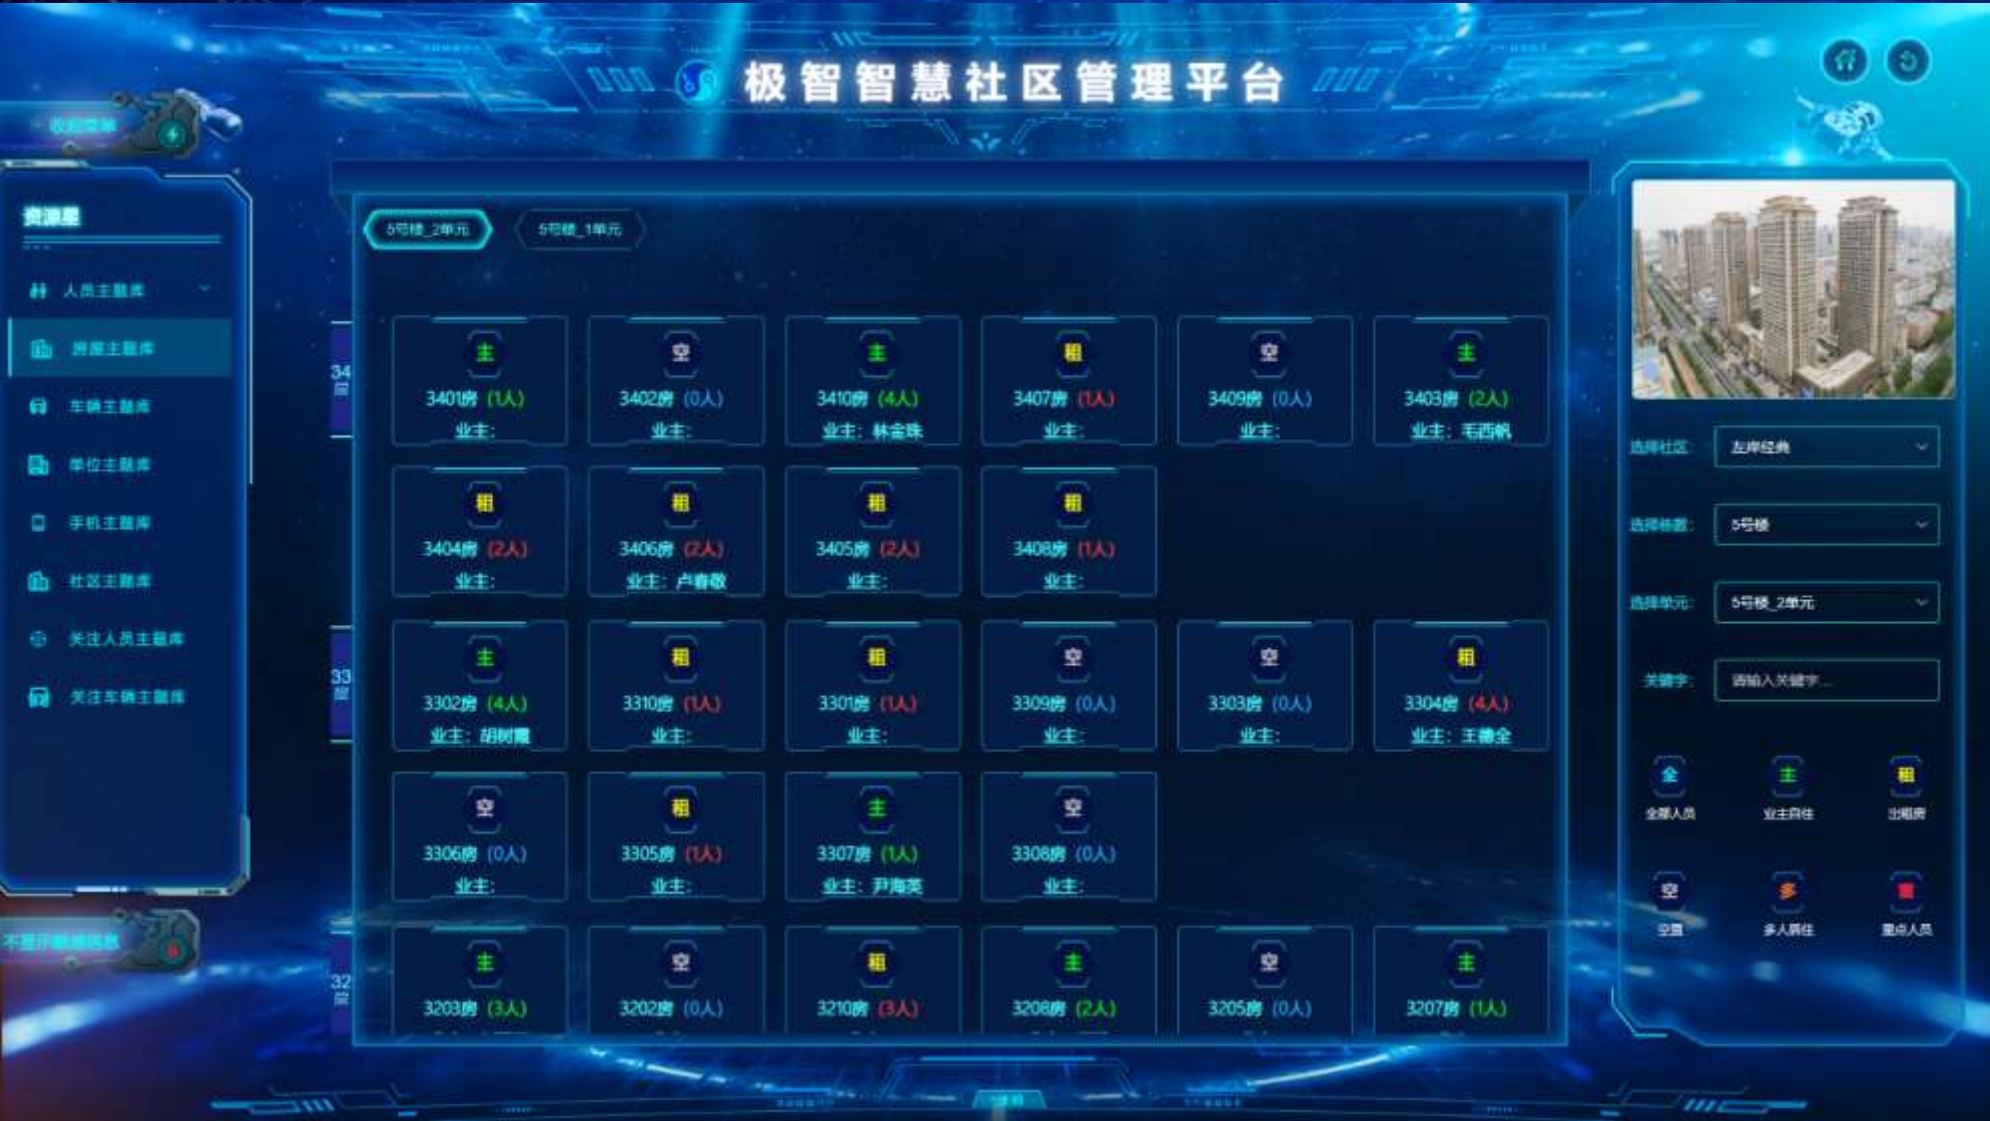 极智智慧社区管理平台
收起菜单
资源星
人员主题库
房屋主题库
车辆主题库
单位主题库
手机主题库
社区主题库
关注人员主题库
关注车辆主题库
5号楼_2单元
5号楼_1单元
34
层
3401房 (1人)
业主:
主
空
3402房 (0人)
业主:
主
3410房 (4人)
业主: 林金珠
租
3407房 (1人)
业主:
空
3409房 (0人)
业主:
主
3403房 (2人)
业主: 毛西帆
租
3404房 (2人)
业主:
租
3406房 (2人)
业主: 卢春敬
租
3405房 (2人)
业主:
租
3408房 (1人)
业主:
33
层
主
3302房 (4人)
业主: 胡树霞
租
3310房 (1人)
业主:
租
3301房 (1人)
业主:
空
3309房 (0人)
业主:
空
3303房 (0人)
业主:
租
3304房 (4人)
业主: 王德全
空
3306房 (0人)
业主:
租
3305房 (1人)
业主:
主
3307房 (1人)
业主: 尹海英
空
3308房 (0人)
业主:
32
层
主
3203房 (3人)
空
3202房 (0人)
租
3210房 (3人)
主
3208房 (2人)
空
3205房 (0人)
主
3207房 (1人)
选择社区: 左岸经典
选择栋数: 5号楼
选择单元: 5号楼_2单元
关键字: 请输入关键字...
全
全部人员
主
业主自住
租
出租房
空
空置
多
多人居住
重
重点人员